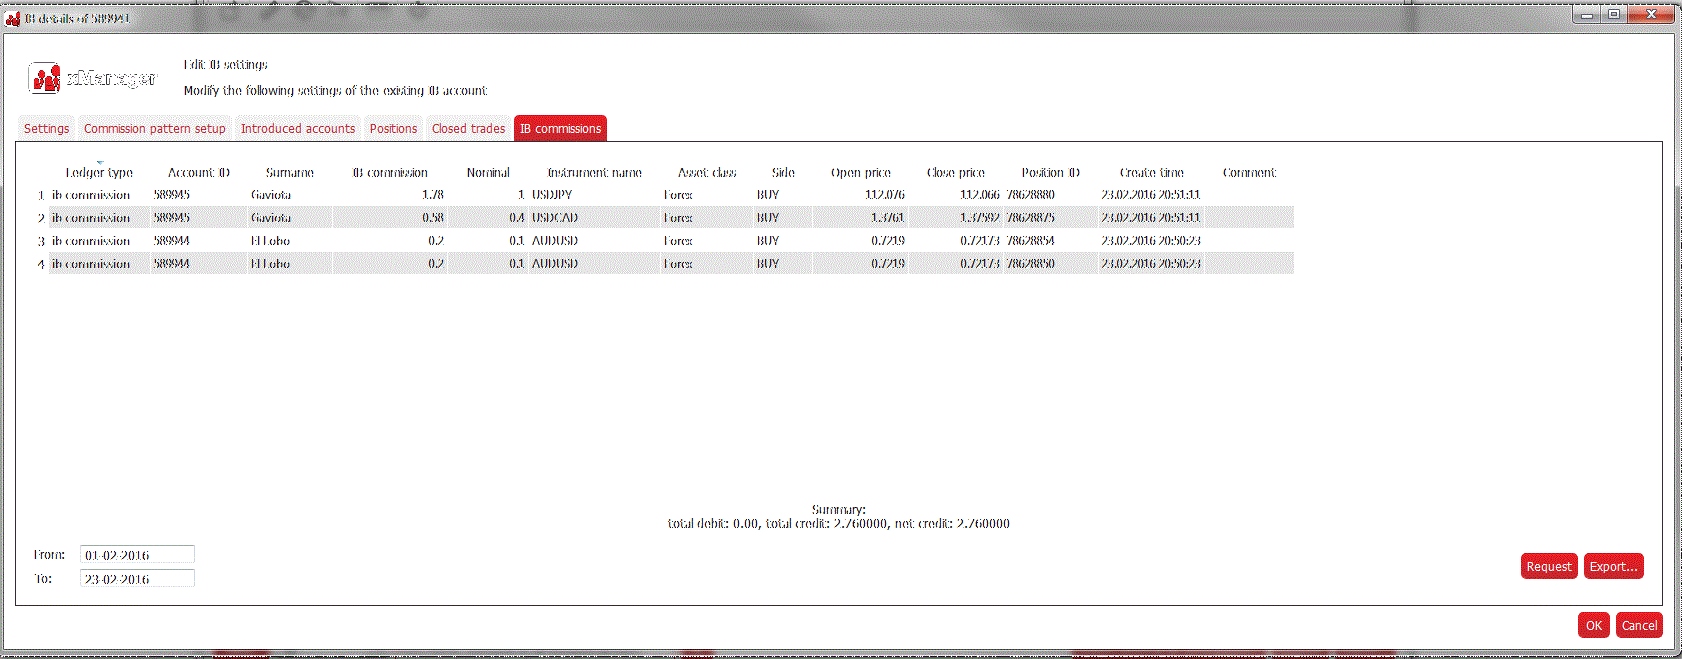 IB details of 589941
xManager
Edit IB settings
Modify the following settings of the existing IB account
Settings Commission pattern setup Introduced accounts Positions Closed trades IB commissions
Ledger type Account ID Surname IB commission Nominal Instrument name Asset class Side Open price Close price Position ID Create time Comment
1 ib commission 589945 Gaviota 1.78 1 USDJPY Forex BUY 112.076 112.066 78628880 23.02.2016 20:51:11
2 ib commission 589945 Gaviota 0.58 0.4 USDCAD Forex BUY 1.3761 1.37592 78628875 23.02.2016 20:51:11
3 ib commission 589944 El Lobo 0.2 0.1 AUDUSD Forex BUY 0.7219 0.72173 78628854 23.02.2016 20:50:23
4 ib commission 589944 El Lobo 0.2 0.1 AUDUSD Forex BUY 0.7219 0.72173 78628850 23.02.2016 20:50:23
Summary:
total debit: 0.00, total credit: 2.760000, net credit: 2.760000
From: 01-02-2016
To: 23-02-2016
Request Export...
OK Cancel